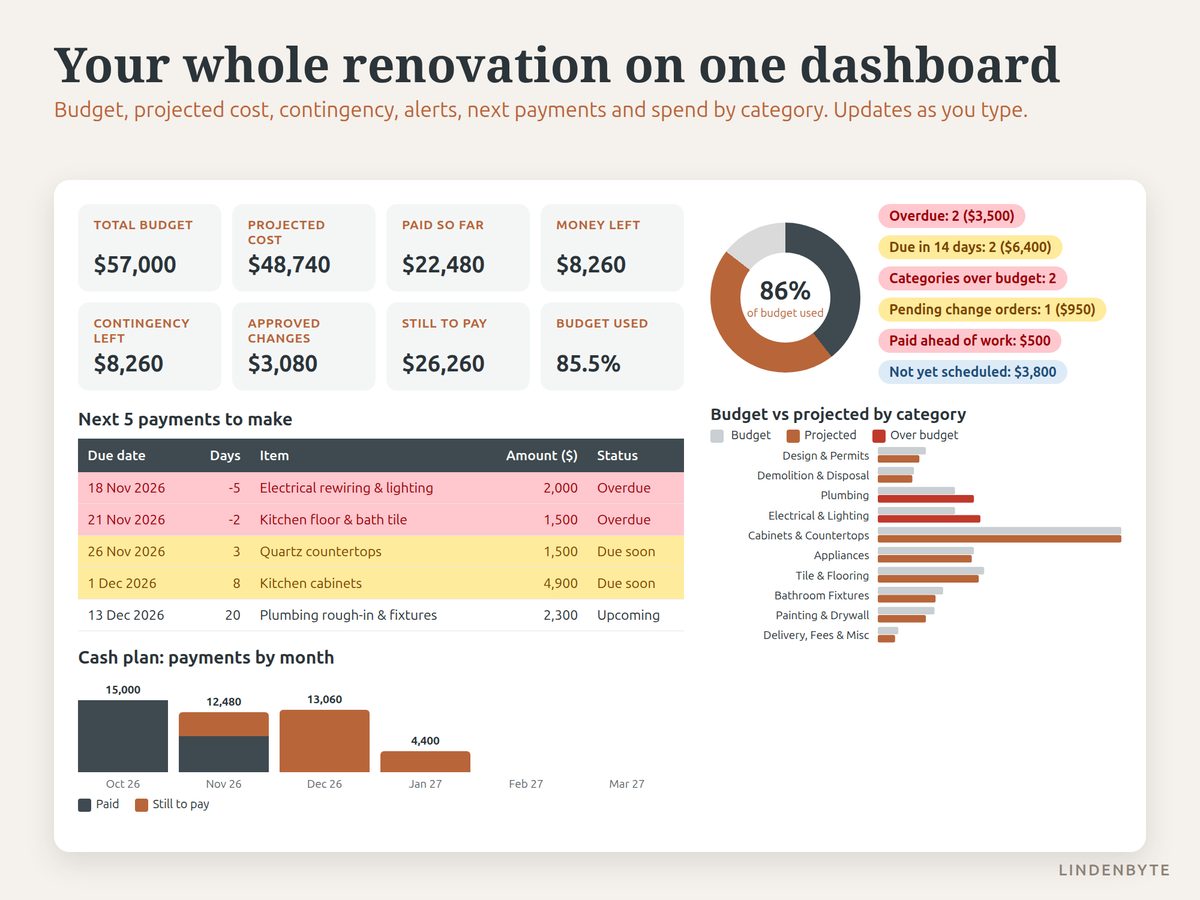 Your whole renovation on one dashboard
Budget, projected cost, contingency, alerts, next payments and spend by category. Updates as you type.
TOTAL BUDGET
$57,000
PROJECTED
COST
$48,740
PAID SO FAR
$22,480
MONEY LEFT
$8,260
CONTINGENCY
LEFT
$8,260
APPROVED
CHANGES
$3,080
STILL TO PAY
$26,260
BUDGET USED
85.5%
86%
of budget used
Overdue: 2 ($3,500)
Due in 14 days: 2 ($6,400)
Categories over budget: 2
Pending change orders: 1 ($950)
Paid ahead of work: $500
Not yet scheduled: $3,800
Next 5 payments to make
Due date Days Item Amount ($) Status
18 Nov 2026 -5 Electrical rewiring & lighting 2,000 Overdue
21 Nov 2026 -2 Kitchen floor & bath tile 1,500 Overdue
26 Nov 2026 3 Quartz countertops 1,500 Due soon
1 Dec 2026 8 Kitchen cabinets 4,900 Due soon
13 Dec 2026 20 Plumbing rough-in & fixtures 2,300 Upcoming
Budget vs projected by category
Budget Projected Over budget
Design & Permits
Demolition & Disposal
Plumbing
Electrical & Lighting
Cabinets & Countertops
Appliances
Tile & Flooring
Bathroom Fixtures
Painting & Drywall
Delivery, Fees & Misc
Cash plan: payments by month
15,000 12,480 13,060 4,400
Oct 26 Nov 26 Dec 26 Jan 27 Feb 27 Mar 27
Paid Still to pay
LINDENBYTE